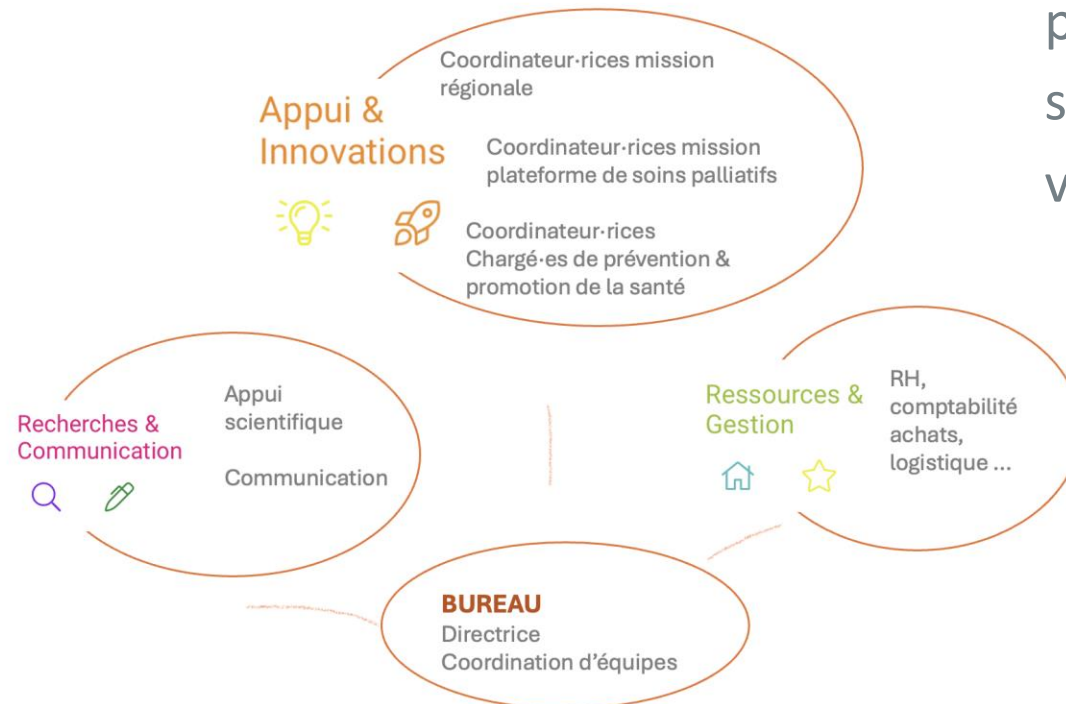 Appui &
Innovations
Coordinateur·rices mission
régionale
Coordinateur·rices mission
plateforme de soins palliatifs
Coordinateur·rices
Chargé·es de prévention &
promotion de la santé
Recherches &
Communication
Appui
scientifique
Communication
Ressources &
Gestion
RH,
comptabilité
achats,
logistique ...
BUREAU
Directrice
Coordination d'équipes